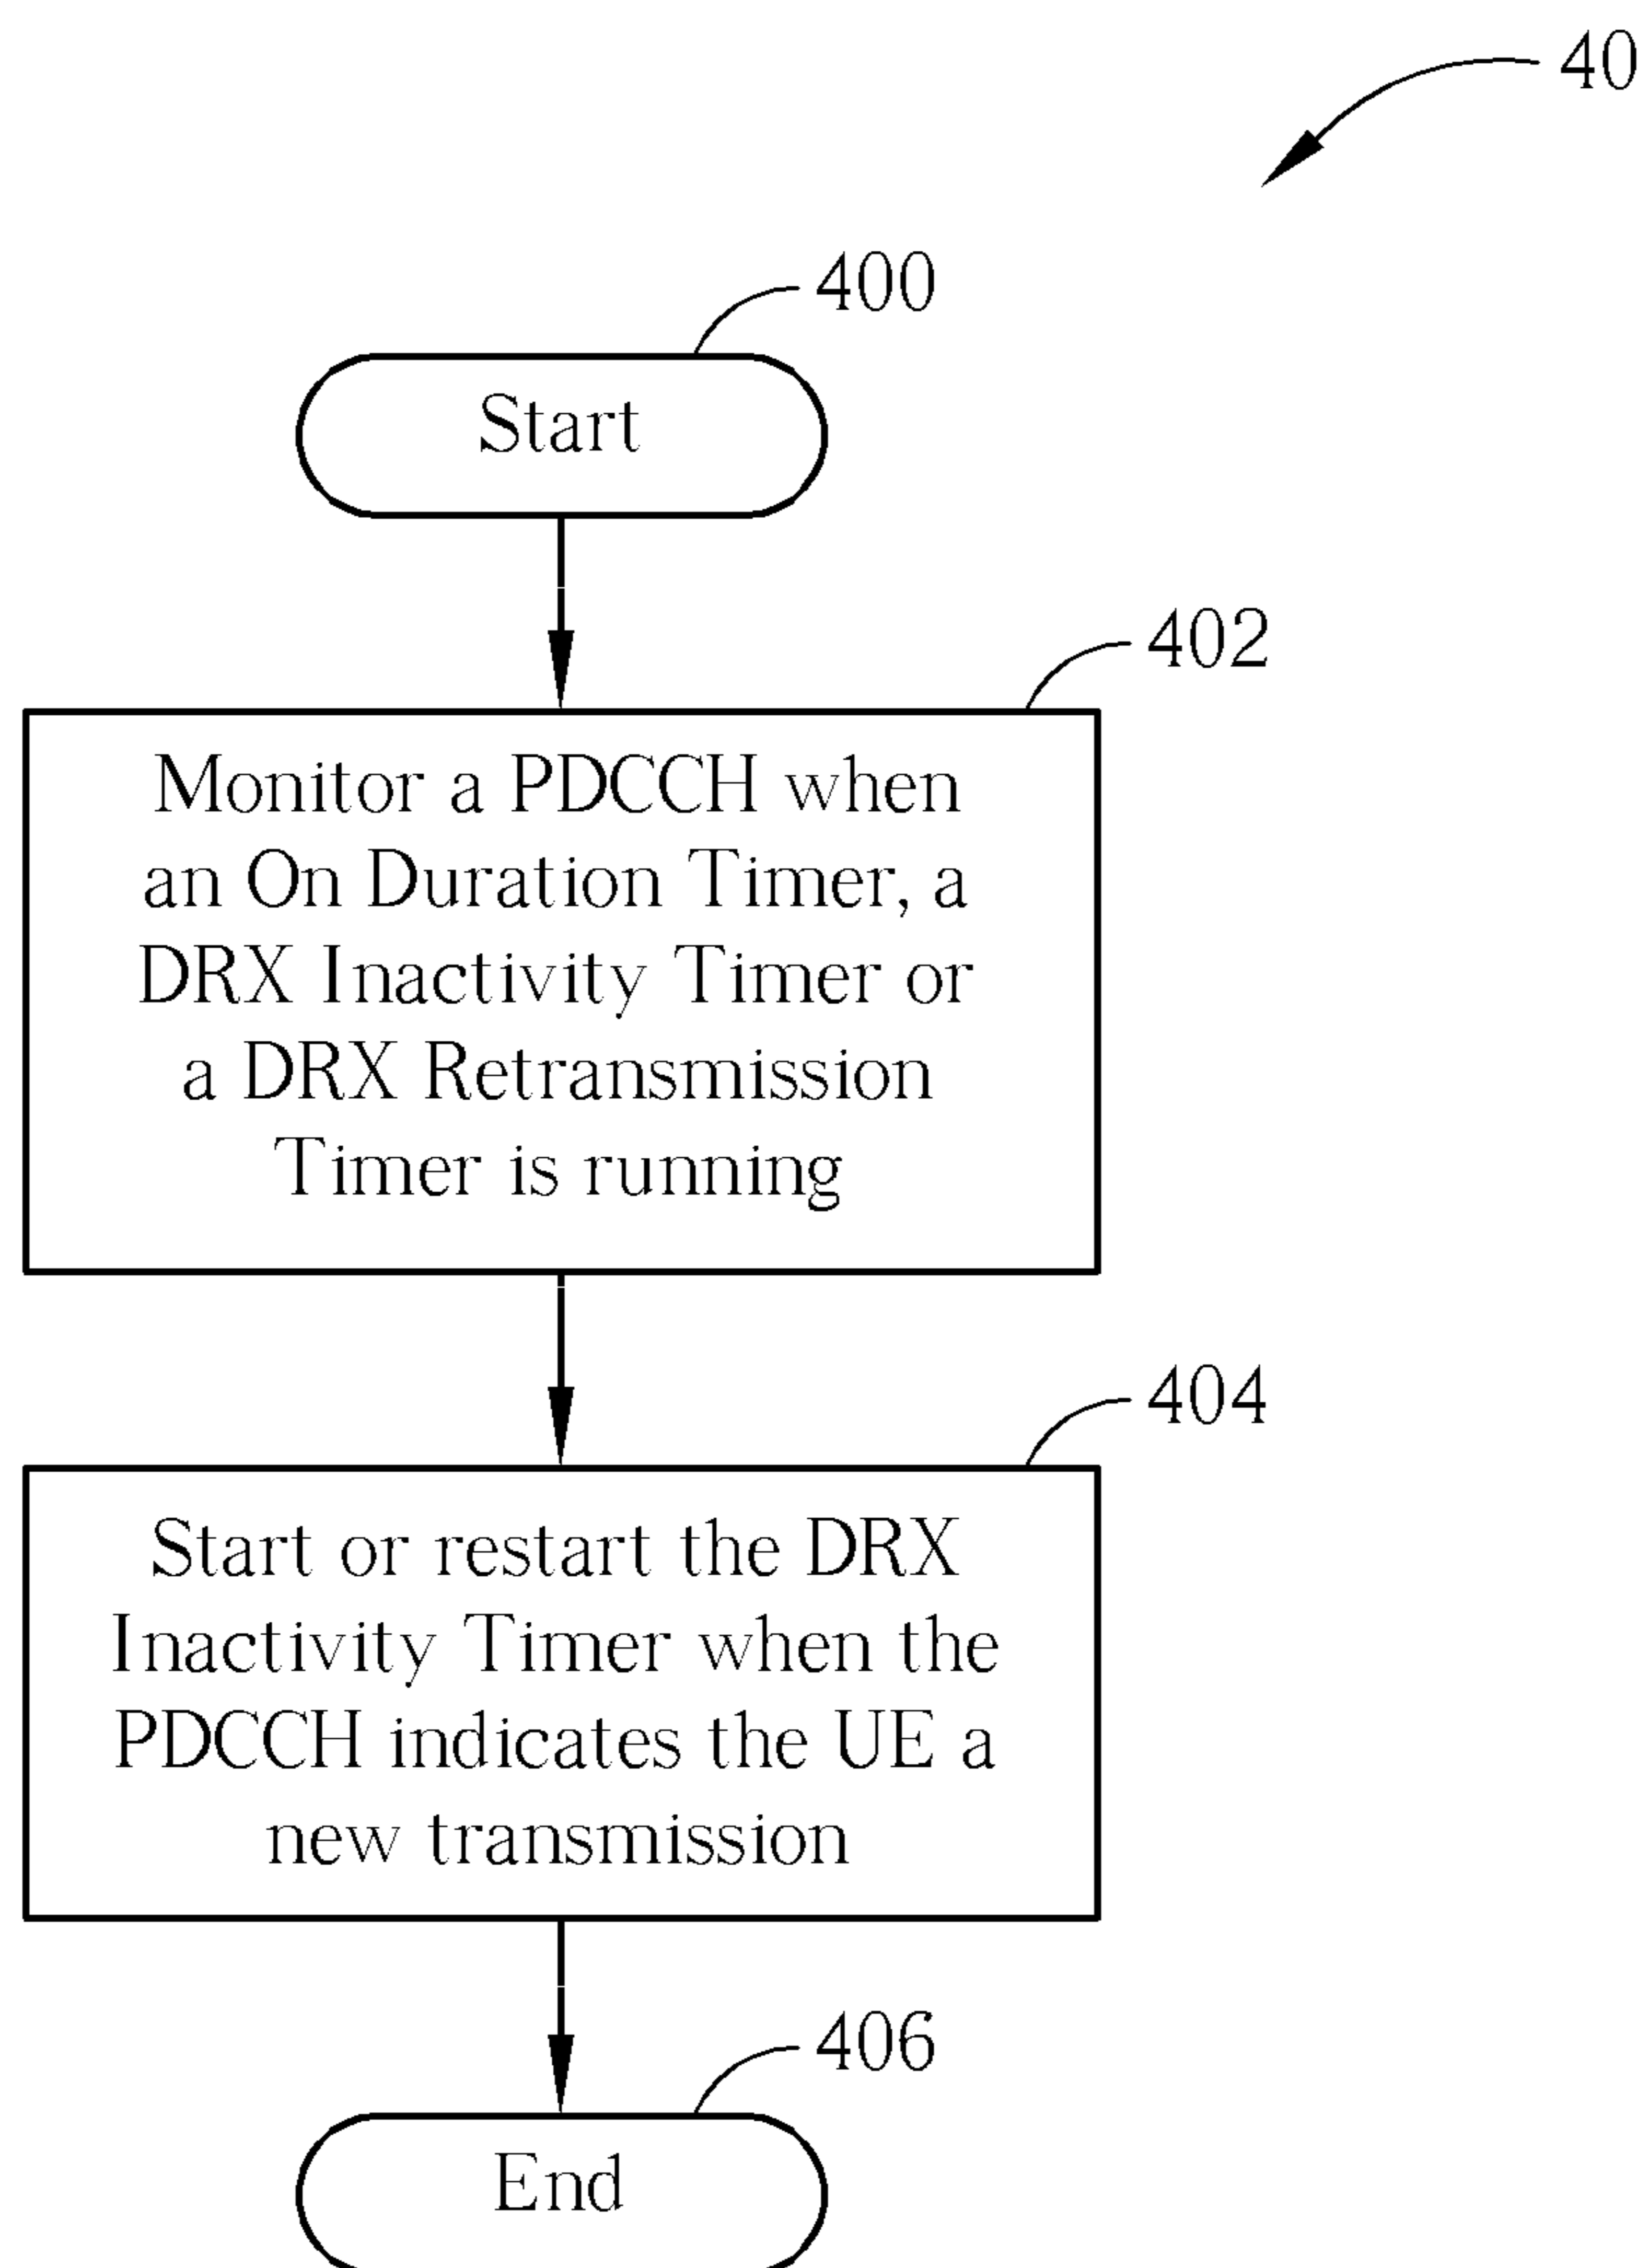 40
400
Start
402
Monitor a PDCCH when
an On Duration Timer, a
DRX Inactivity Timer or
a DRX Retransmission
Timer is running
404
Start or restart the DRX
Inactivity Timer when the
PDCCH indicates the UE a
new transmission
406
End